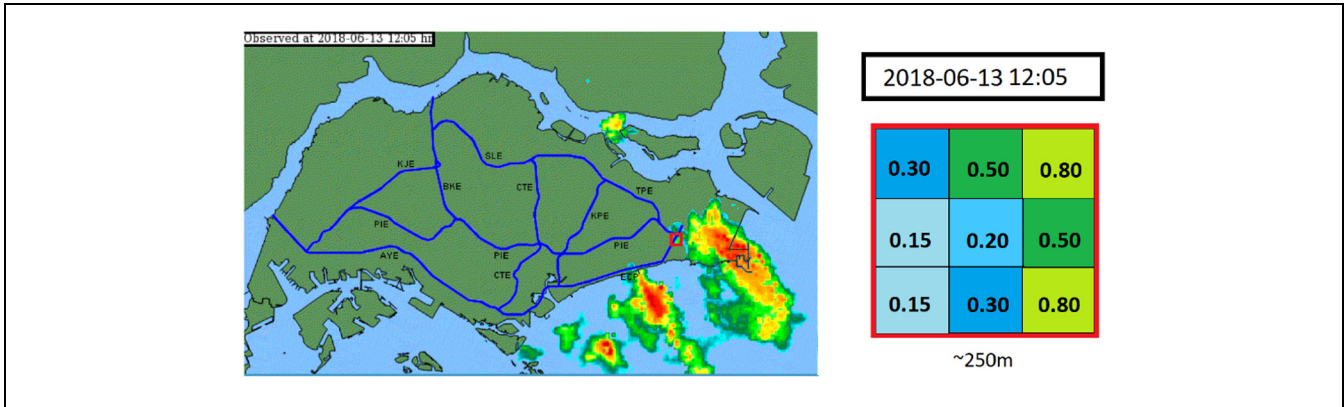 Observed at 2018-06-13 12:05 hr
2018-06-13 12:05
KJE
SLE
BKE
CTE
TPE
PIE
KPE
PIE
PIE
AYE
CTE
ECP
0.30 0.50 0.80
0.15 0.20 0.50
0.15 0.30 0.80
~250m